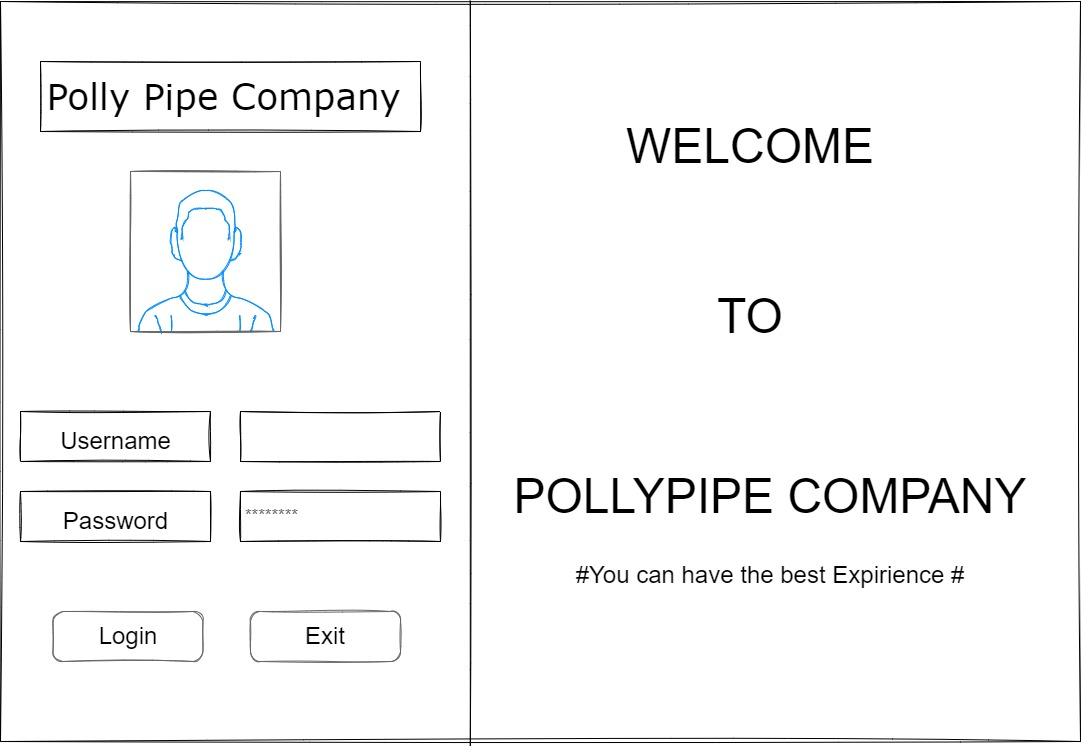 Polly Pipe Company
Username
Password
********
Login
Exit
WELCOME
TO
POLLYPIPE COMPANY
#You can have the best Expirience #